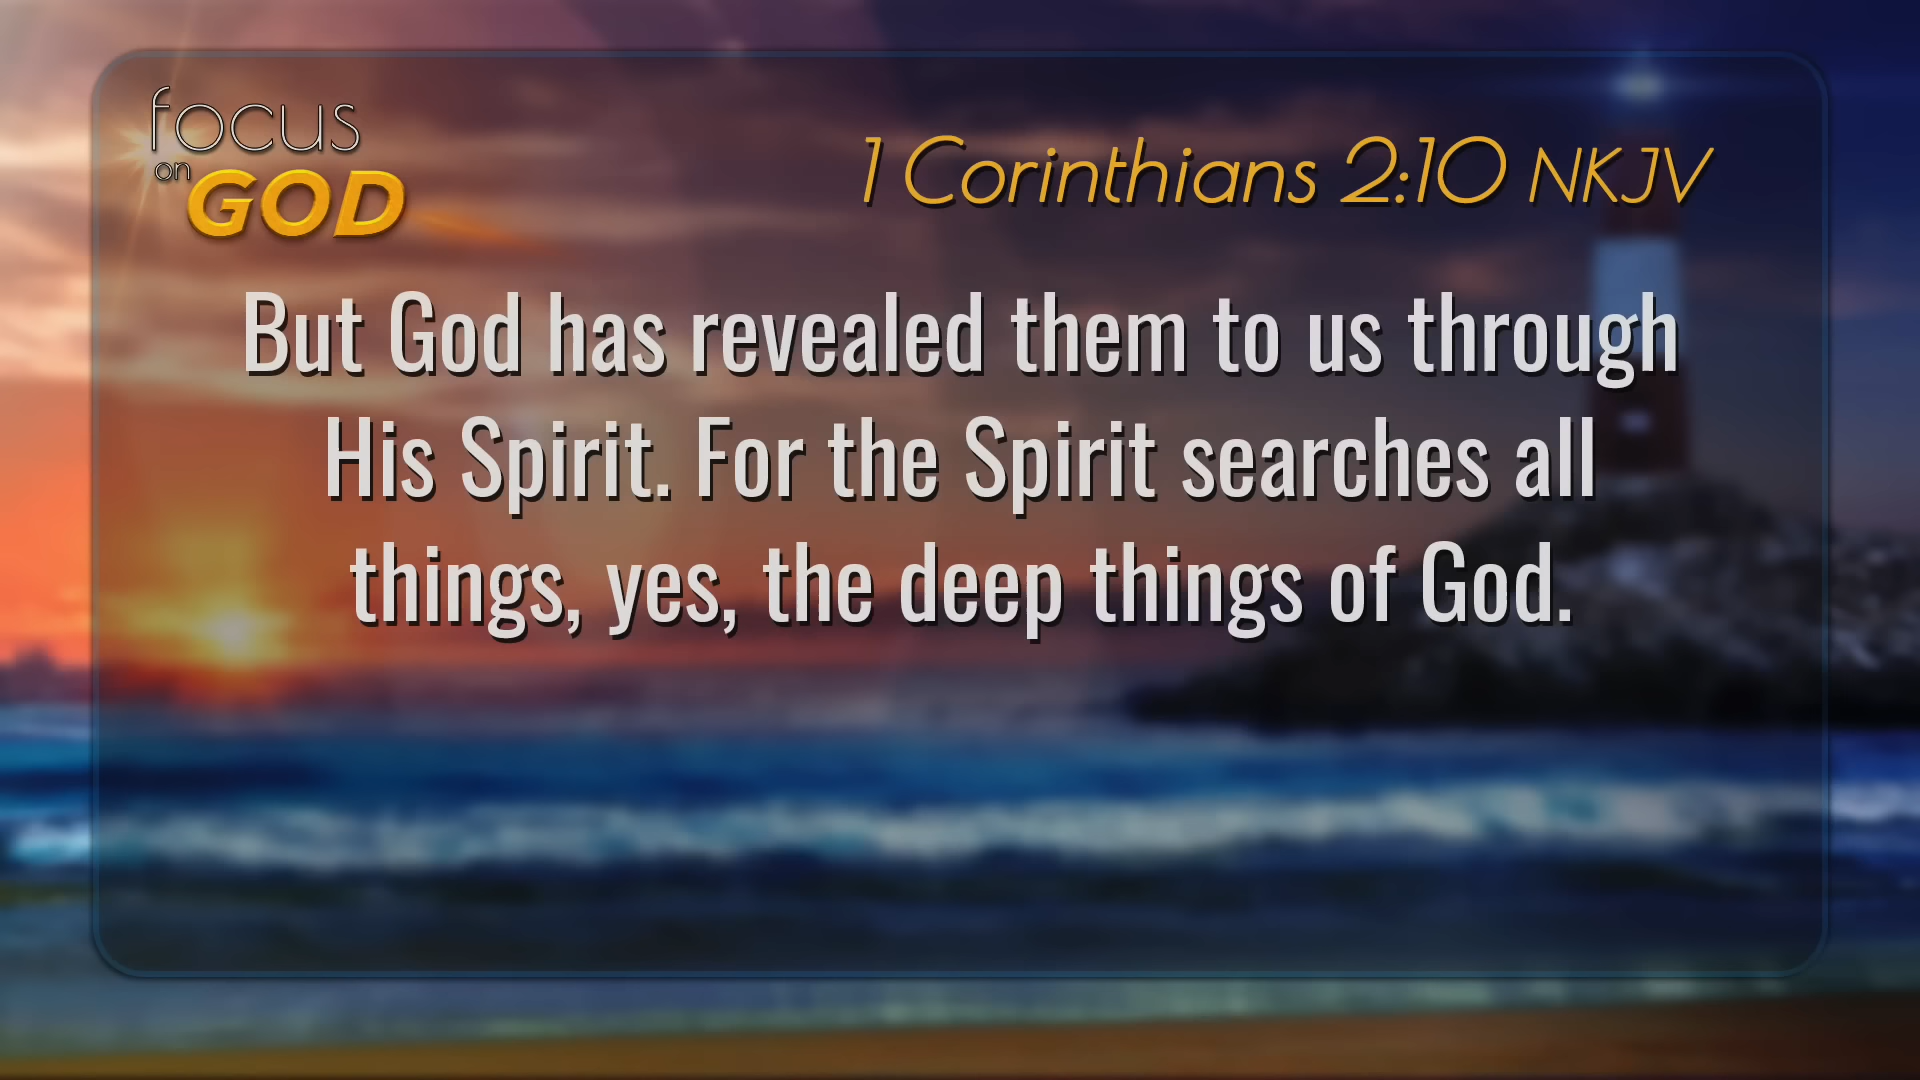 focus
on
GOD
1 Corinthians 2:10 NKJV
But God has revealed them to us through
His Spirit. For the Spirit searches all
things, yes, the deep things of God.